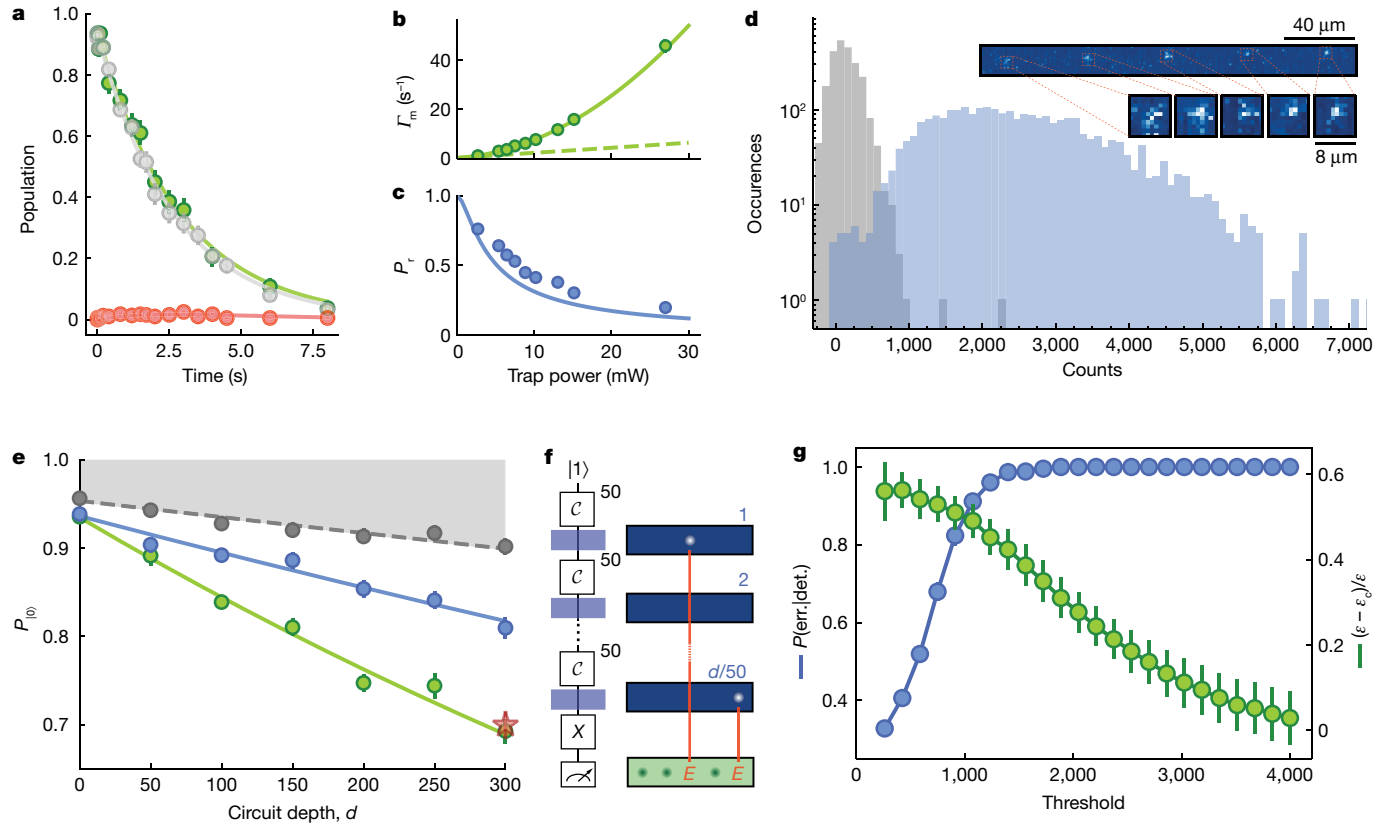 a
Population
1.0
0.8
0.6
0.4
0.2
0
0
2.5
5.0
7.5
Time (s)
b
Γm (s⁻¹)
40
20
0
c
Pr
1.0
0.5
0
0
10
20
30
Trap power (mW)
d
Occurences
10²
10¹
10⁰
40 μm
8 μm
0
1,000
2,000
3,000
4,000
5,000
6,000
7,000
Counts
e
P|0⟩
1.0
0.9
0.8
0.7
0
50
100
150
200
250
300
Circuit depth, d
f
|1⟩
50
C
1
50
C
2
50
C
d/50
X
E
E
g
P(err.|det.)
1.0
0.8
0.6
0.4
0.6
0.4
0.2
0
(ε − εc)/ε
0
1,000
2,000
3,000
4,000
Threshold